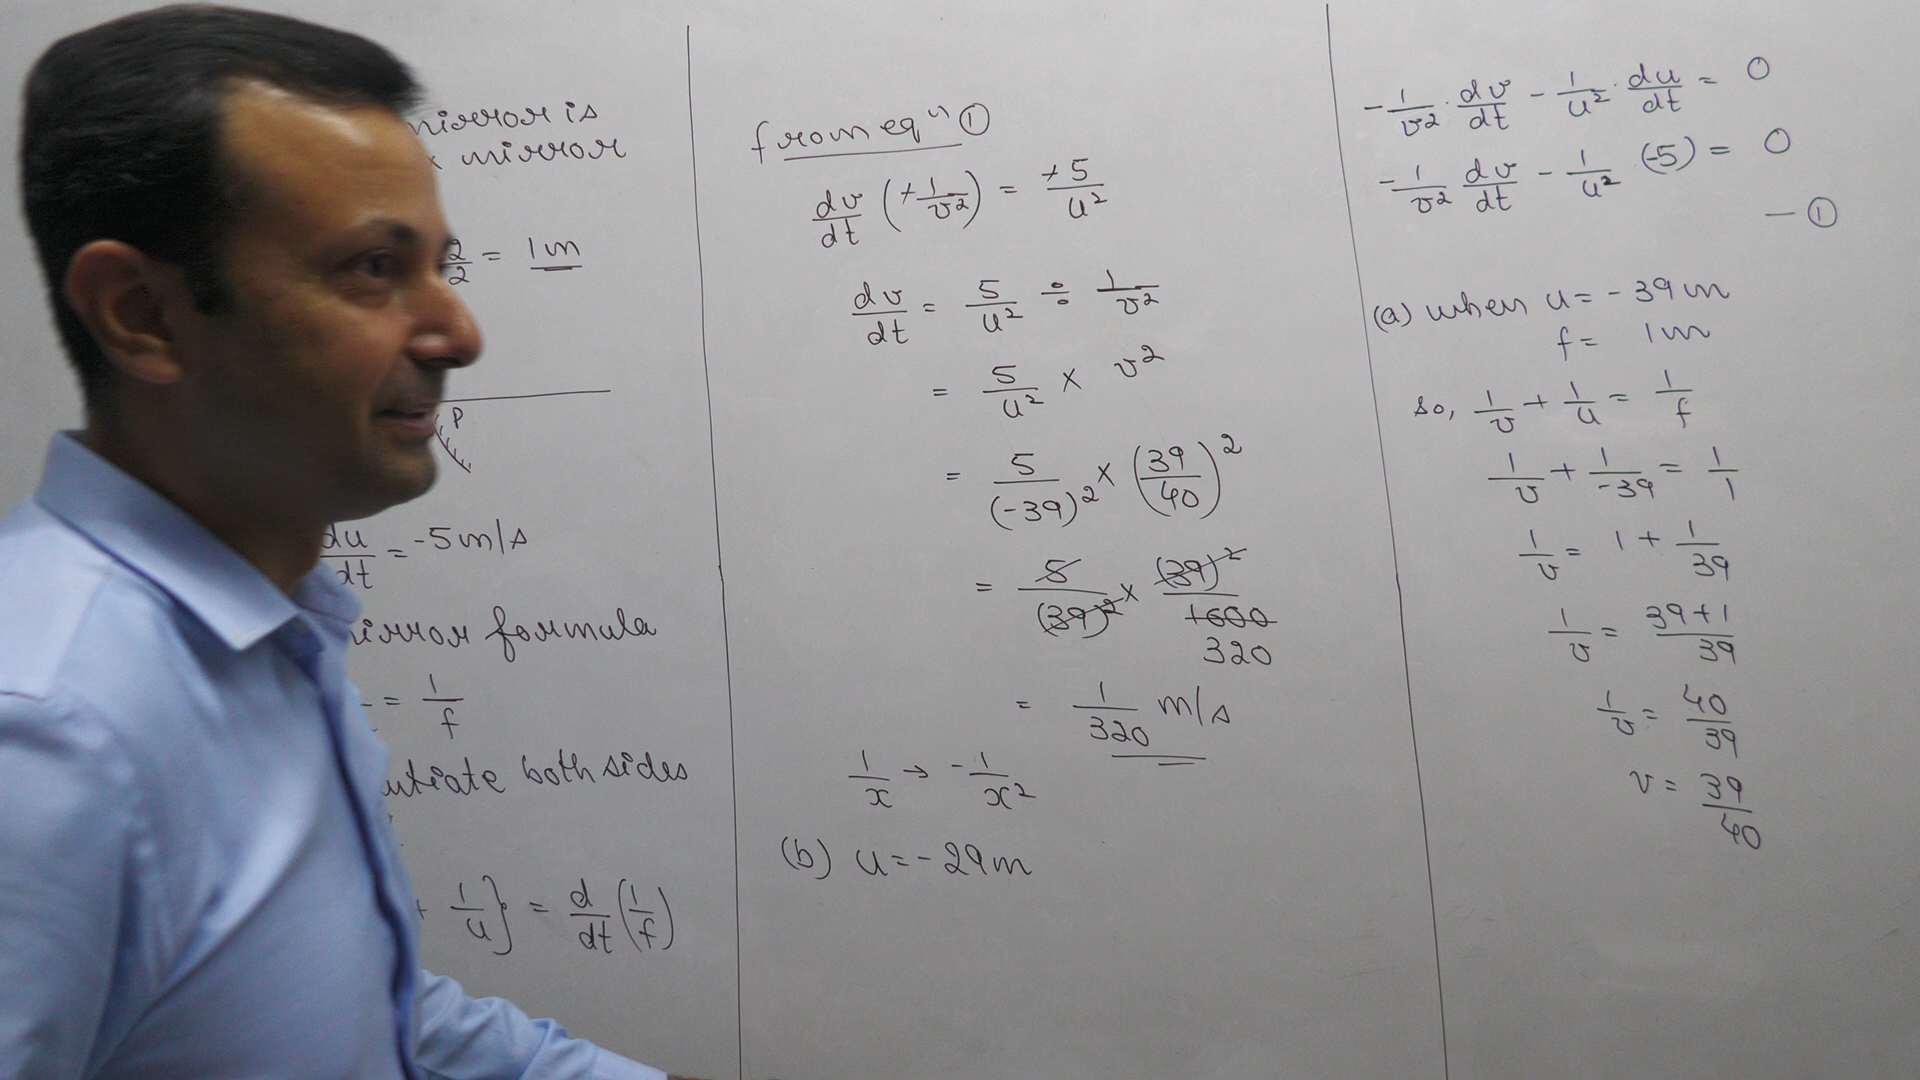 mirror is
x mirror
2/2 = 1m
P
du/dt = -5m/s
mirror formula
= 1/f
both sides
+ 1/u} = d/dt (1/f)
from eqⁿ ①
dv/dt (+1/v²) = +5/u²
dv/dt = 5/u² ÷ 1/v²
= 5/u² × v²
= 5/(-39)² × (39/40)²
= 5/(39)² × (39)²/1600
320
= 1/320 m/s
1/x → -1/x²
(b) u = -29m
-1/v² · dv/dt - 1/u² · du/dt = 0
-1/v² dv/dt - 1/u² (-5) = 0
— ①
(a) when u = -39m
f = 1m
so, 1/v + 1/u = 1/f
1/v + 1/-39 = 1/1
1/v = 1 + 1/39
1/v = 39+1/39
1/v = 40/39
v = 39/40